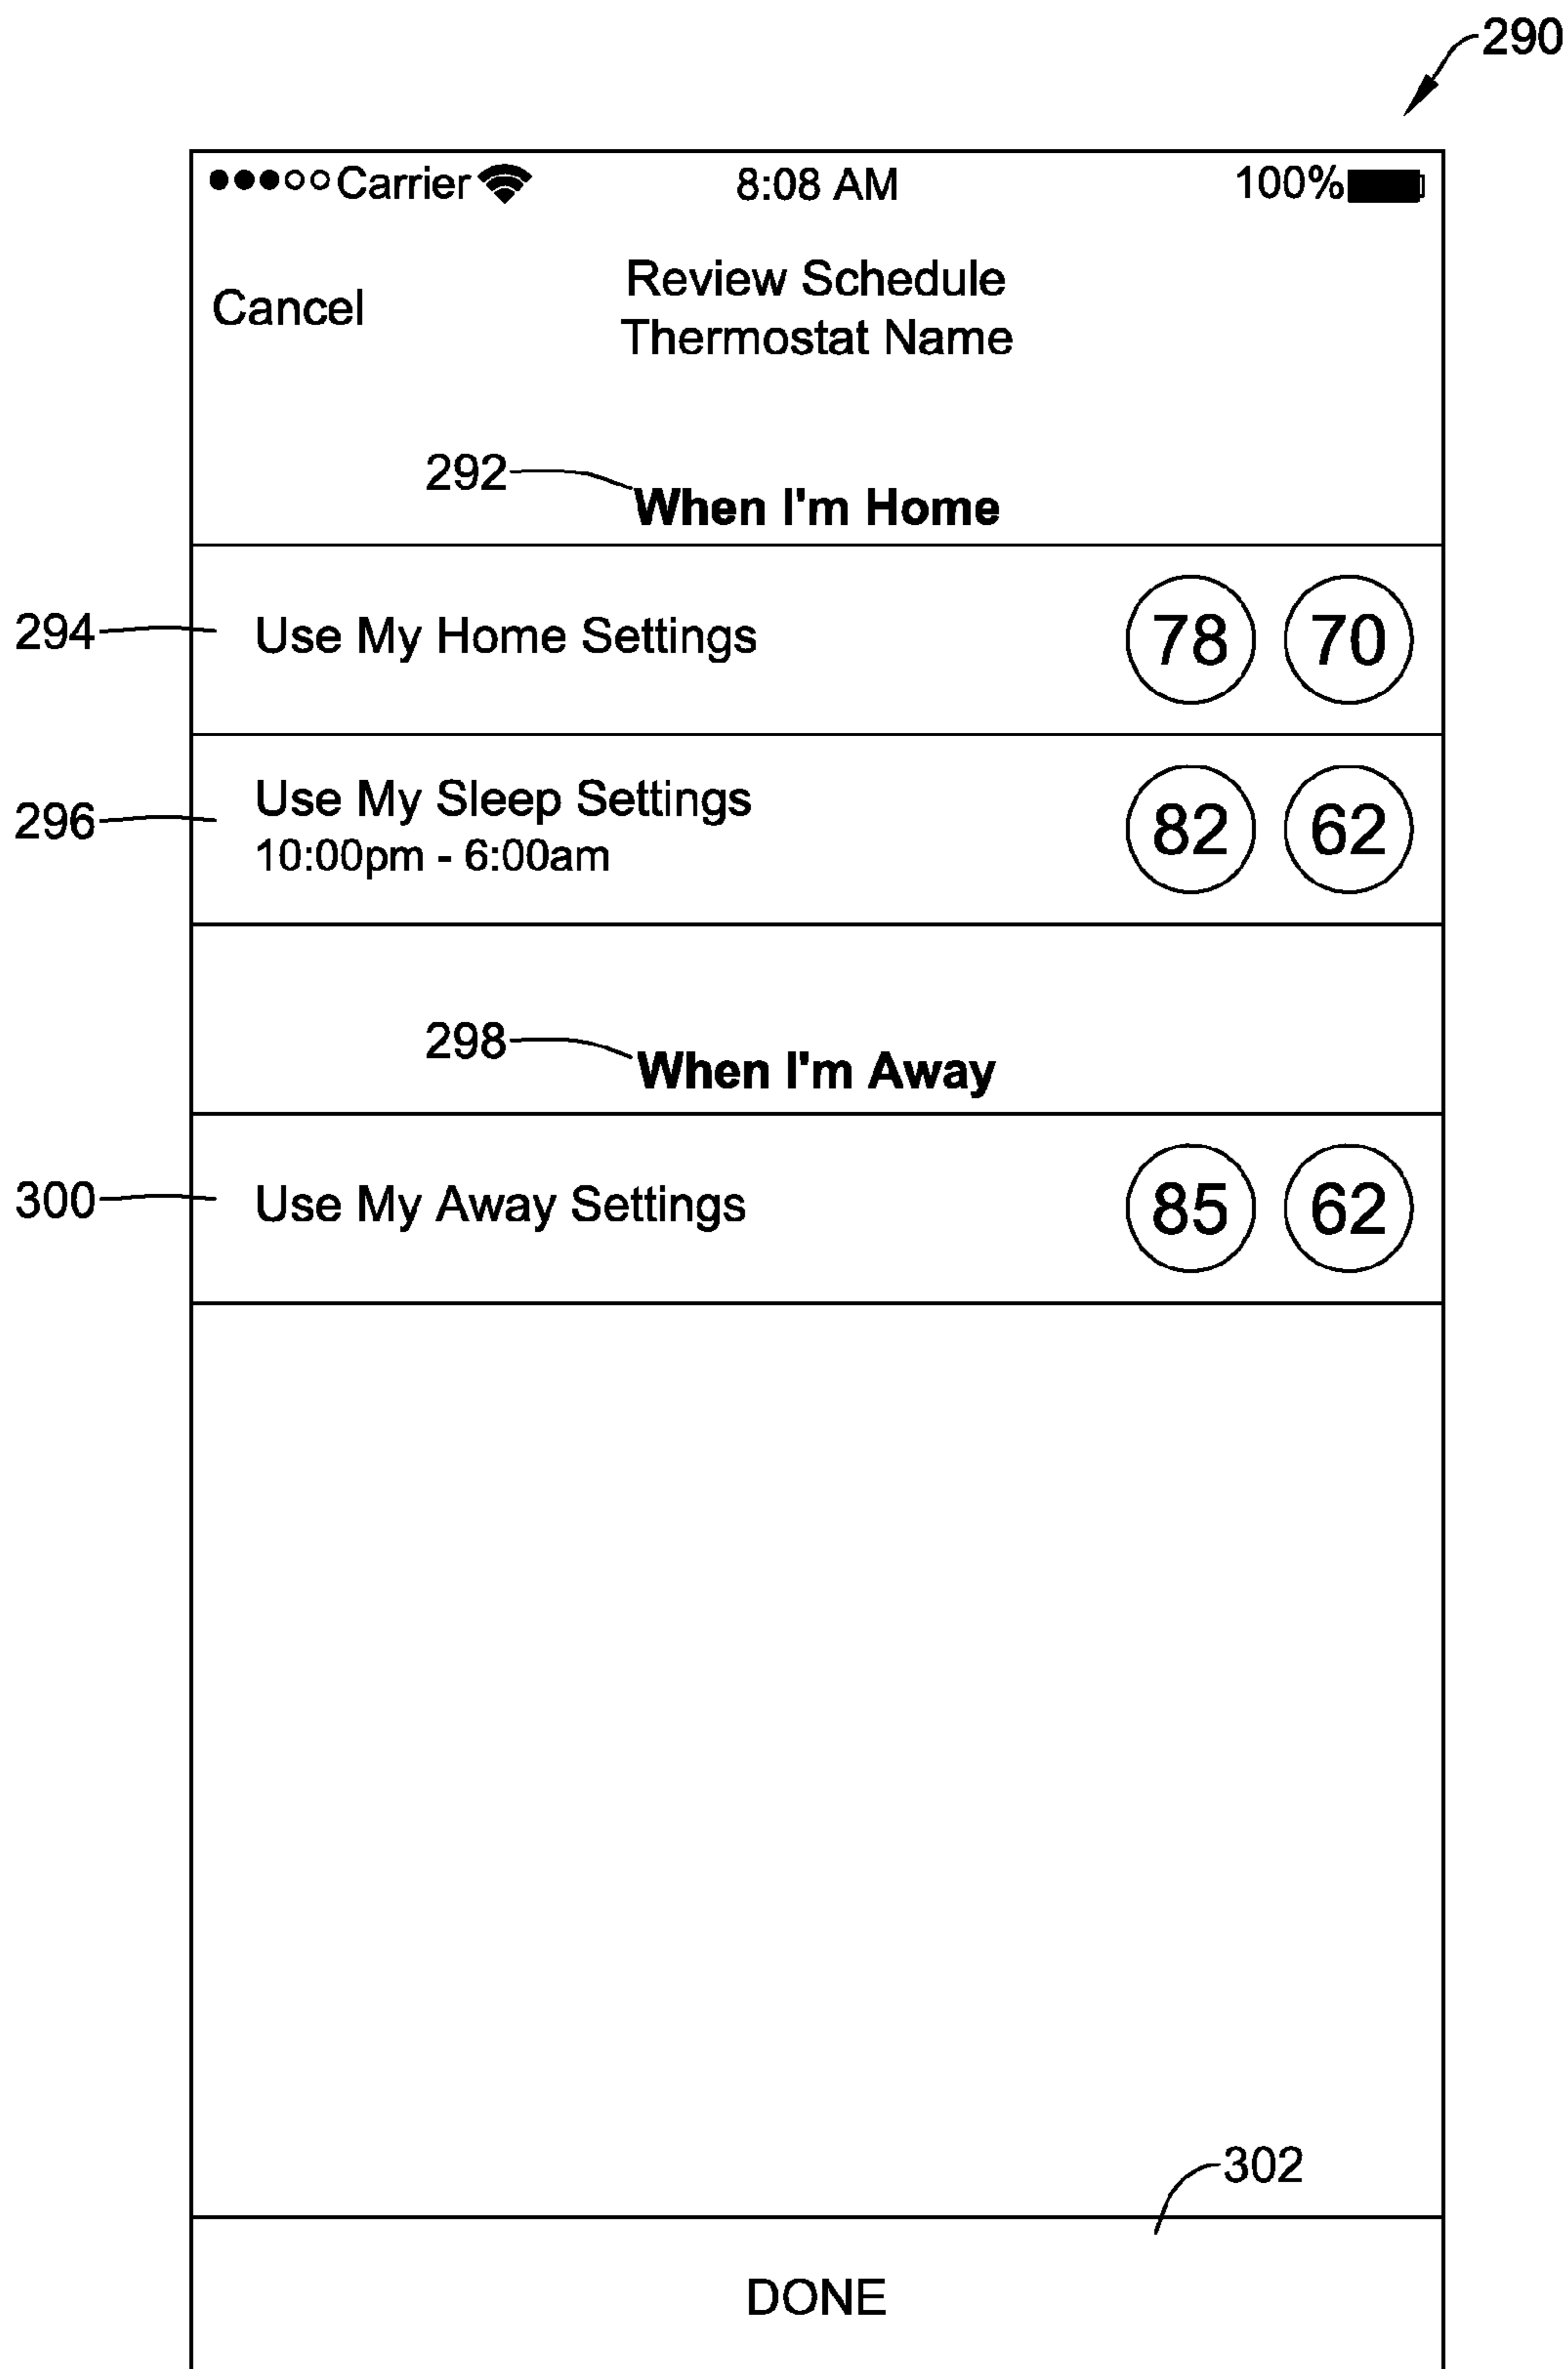 290
Carrier 8:08 AM 100%
Cancel
Review Schedule
Thermostat Name
292
When I'm Home
294
Use My Home Settings 78 70
296
Use My Sleep Settings 82 62
10:00pm - 6:00am
298
When I'm Away
300
Use My Away Settings 85 62
302
DONE